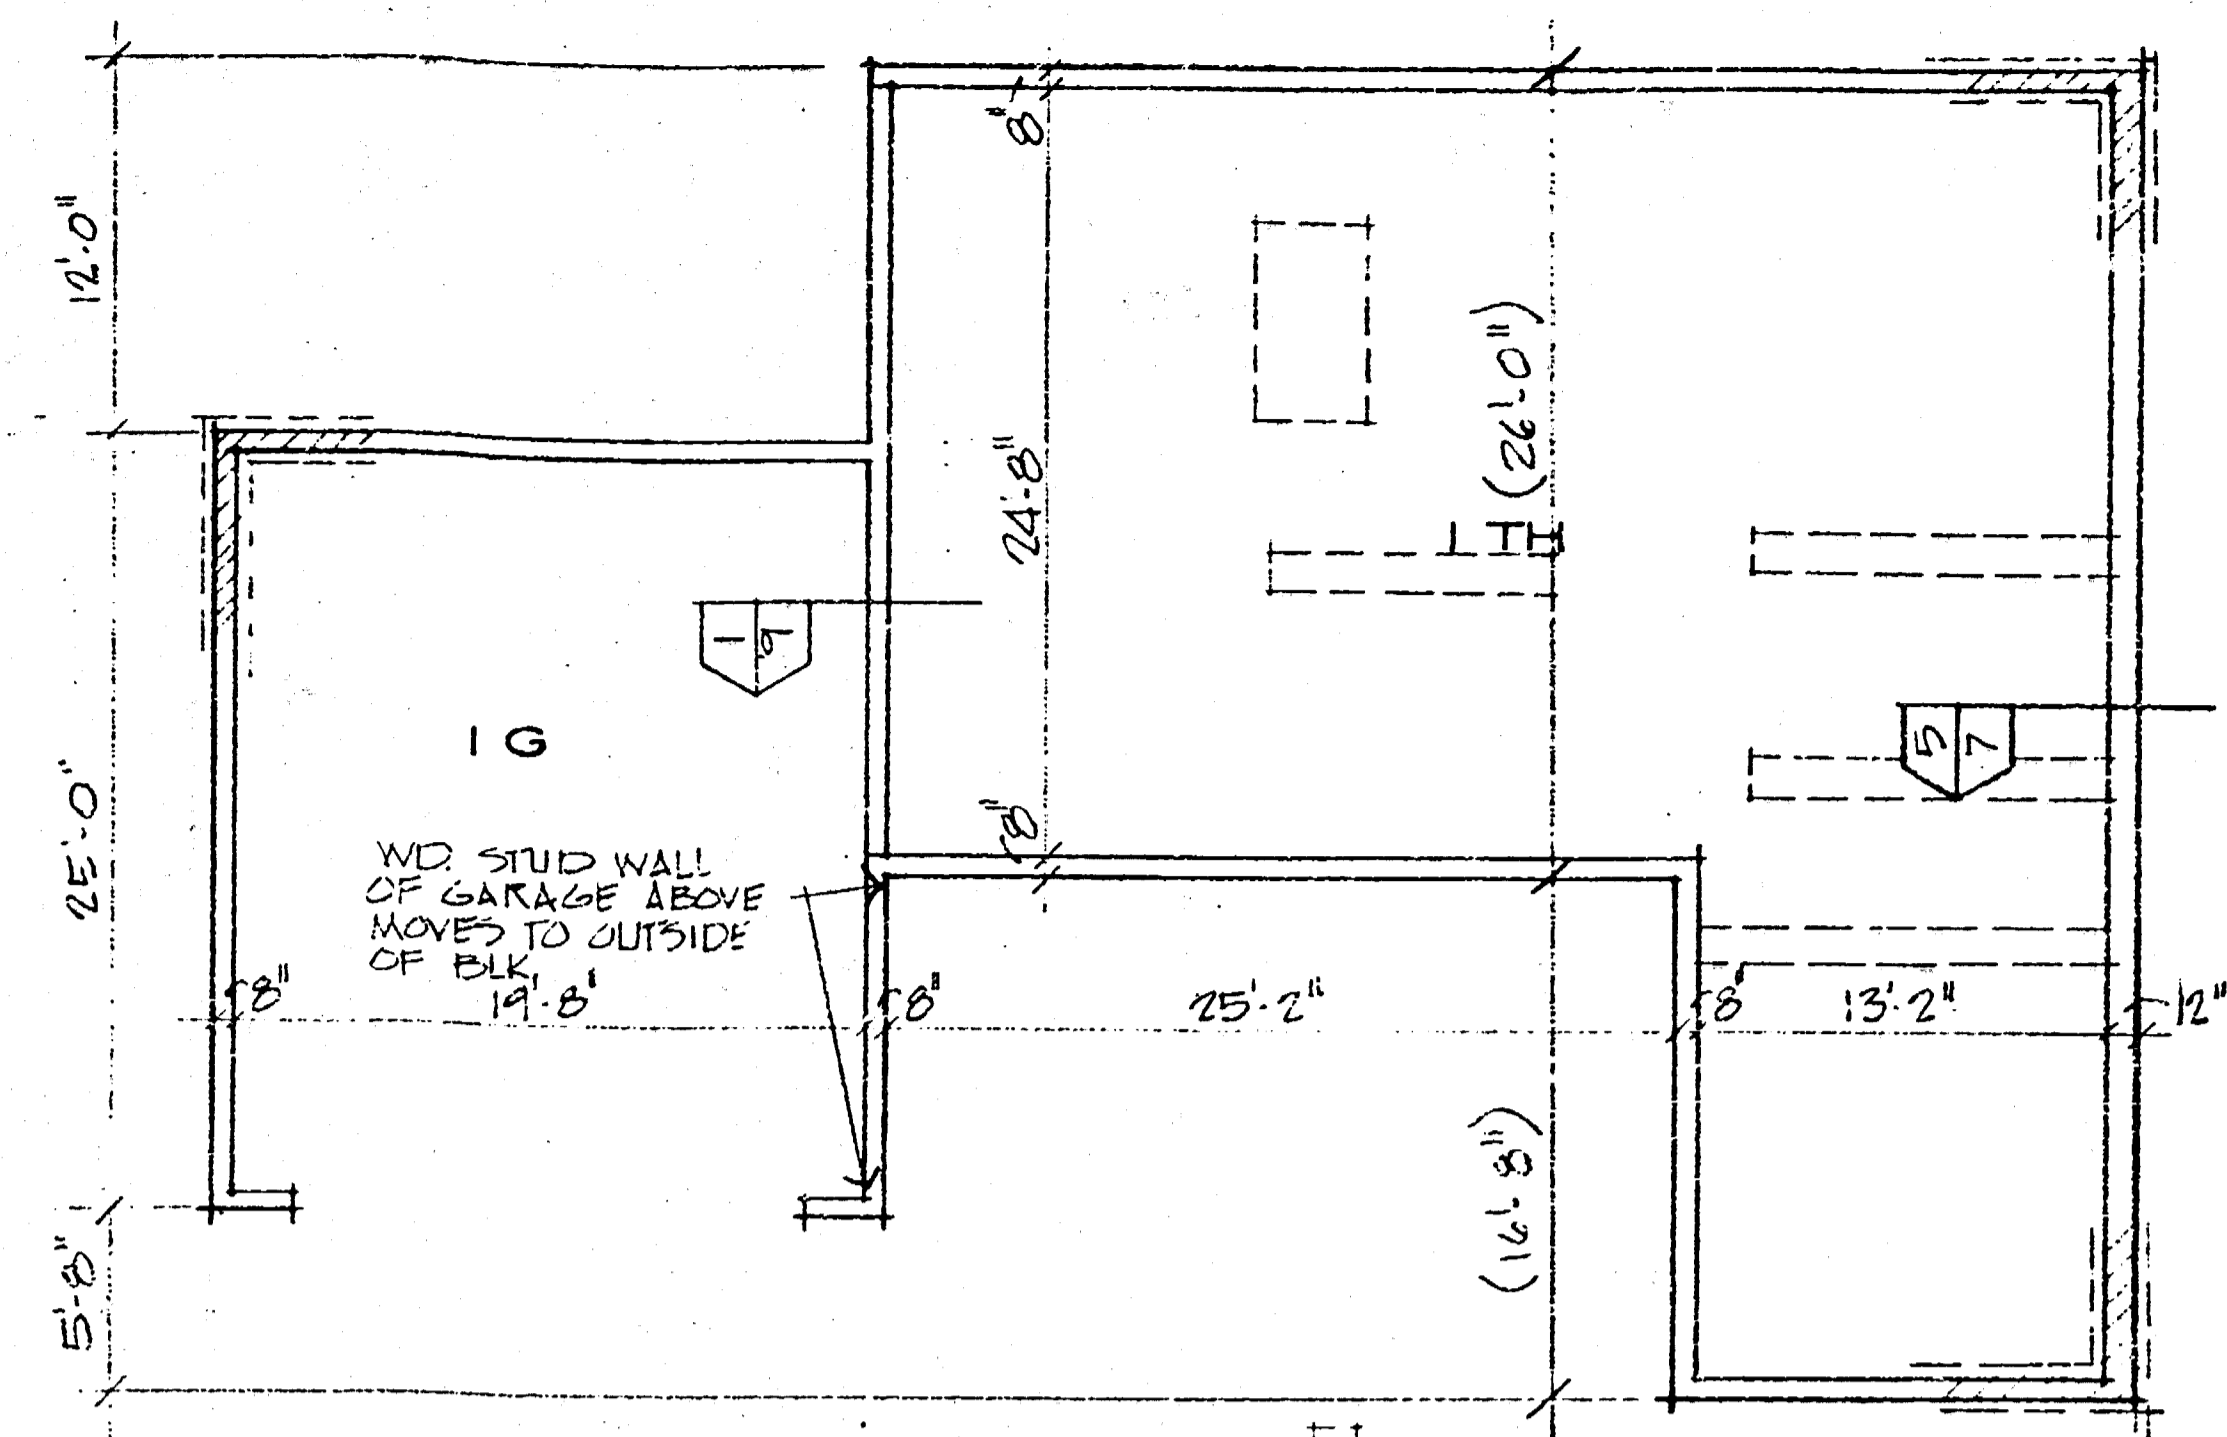 8"
12'-0"
(26'-0")
24'-8"
1 TH
1 9
1 G
5 7
25'-0"
8"
WD. STUD WALL
OF GARAGE ABOVE
MOVES TO OUTSIDE
OF BLK.
8"
19'-8'
8"
25'-2"
8"
13'-2"
12"
(16'-8")
5'-8"